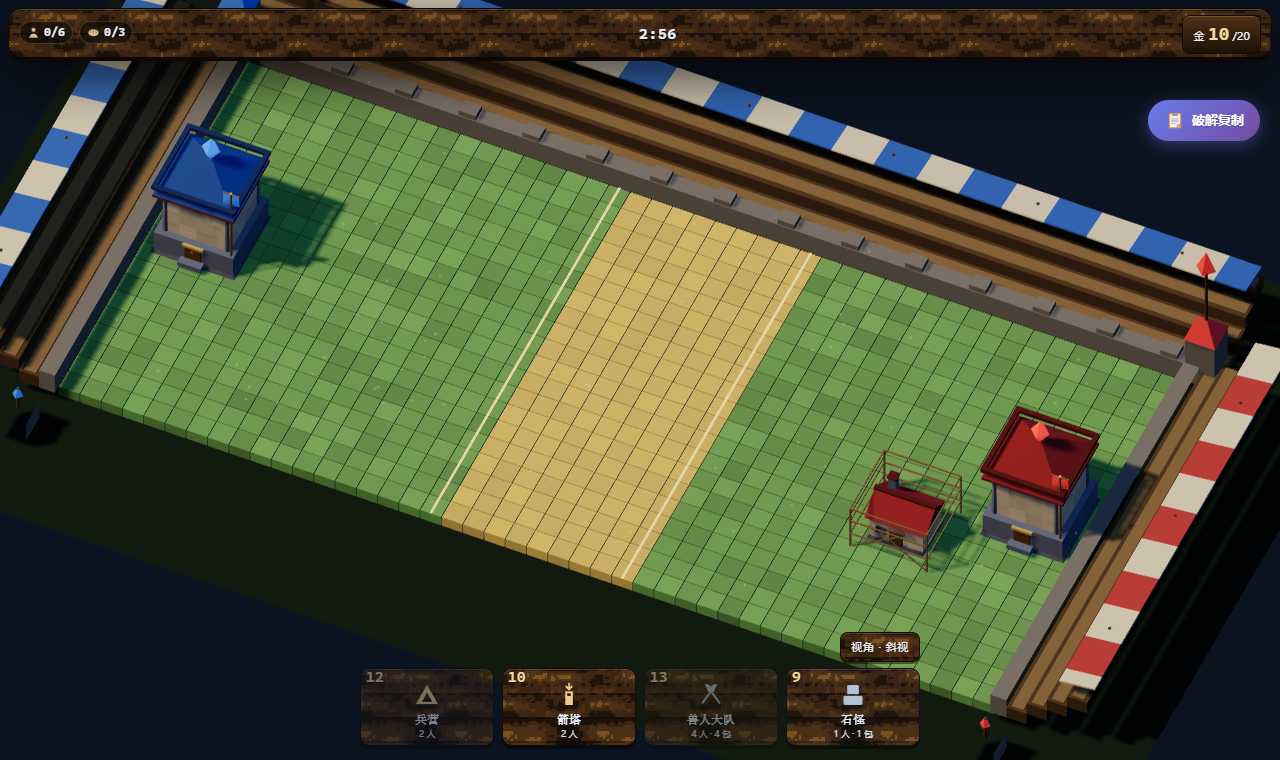 0/6
0/3
2:56
金 10 /20
📋 破解复制
视角 · 斜视
12
兵营
2人
10
箭塔
2人
13
兽人大队
4人·4包
9
石怪
1人·1包